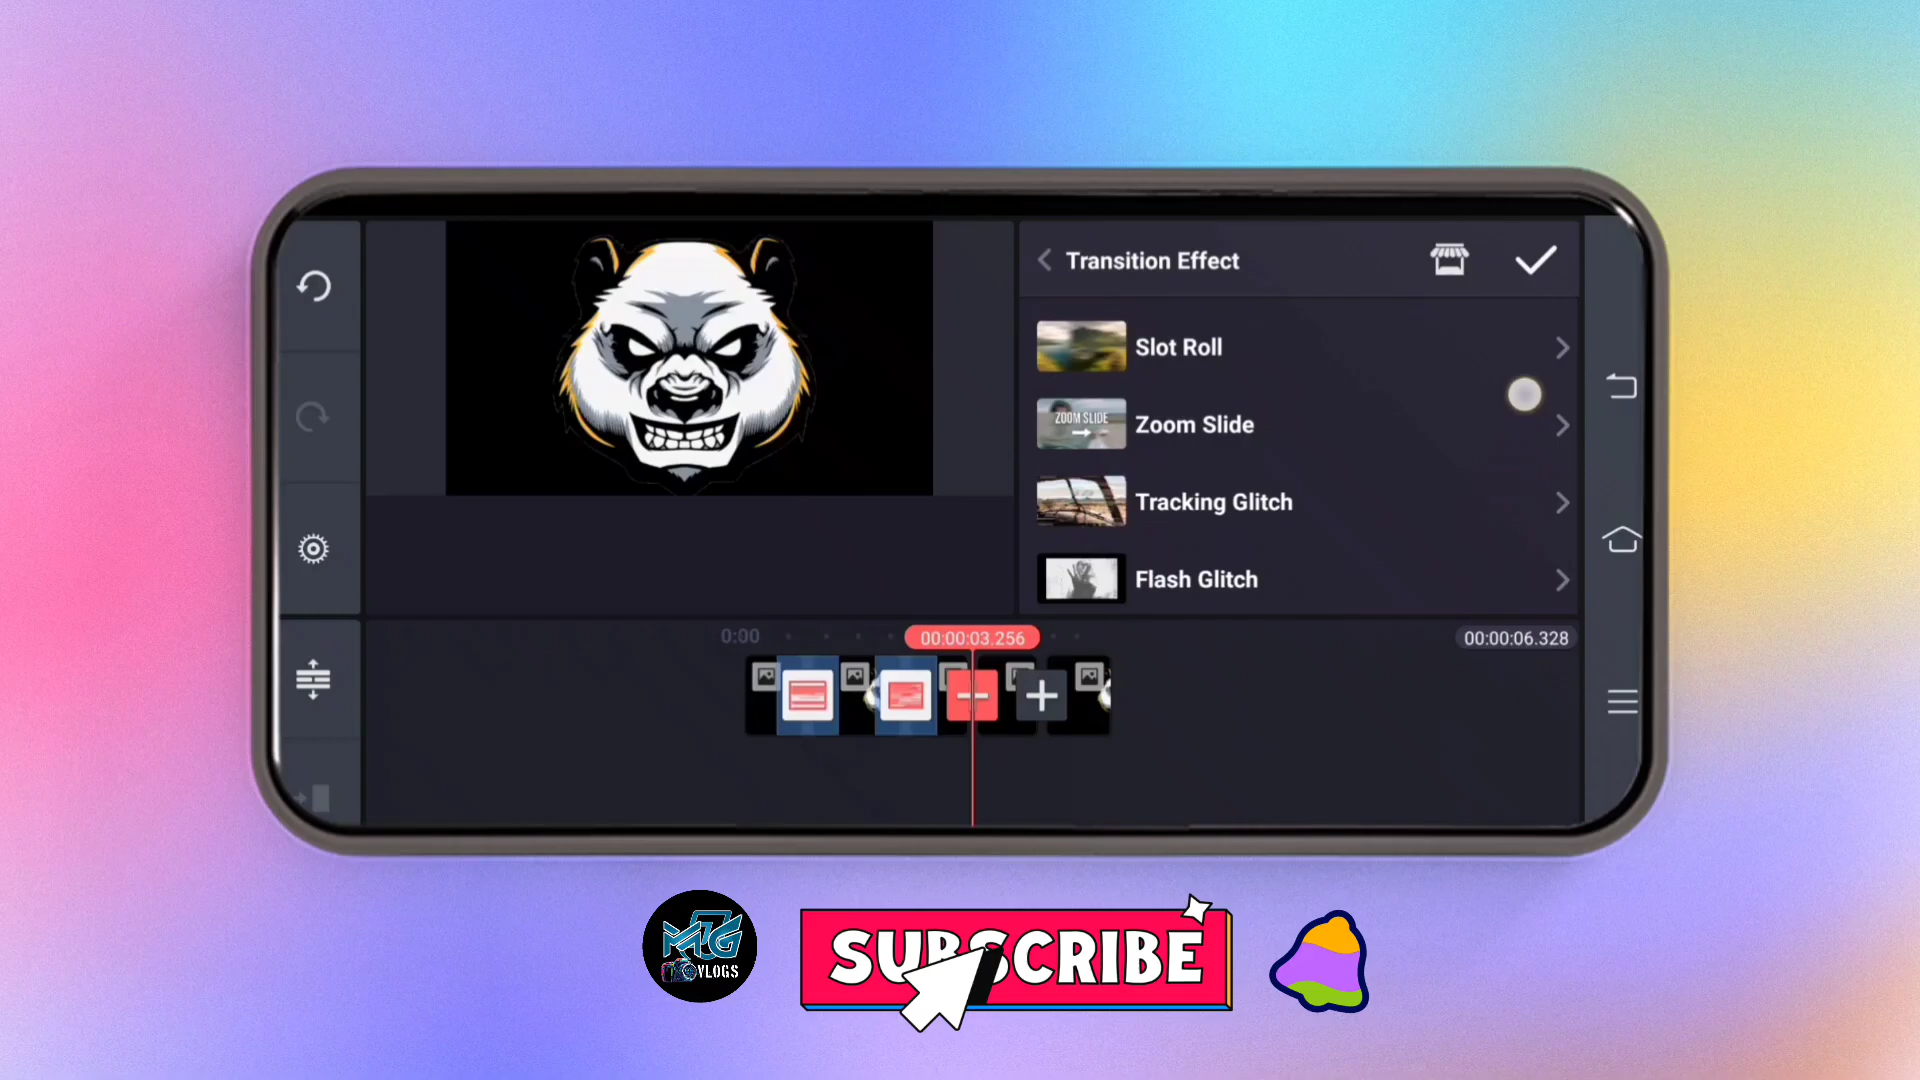 Transition Effect
Slot Roll
ZOOM SLIDE
Zoom Slide
Tracking Glitch
Flash Glitch
0:00
00:00:03.256
00:00:06.328
MJG
VLOGS
SUBSCRIBE